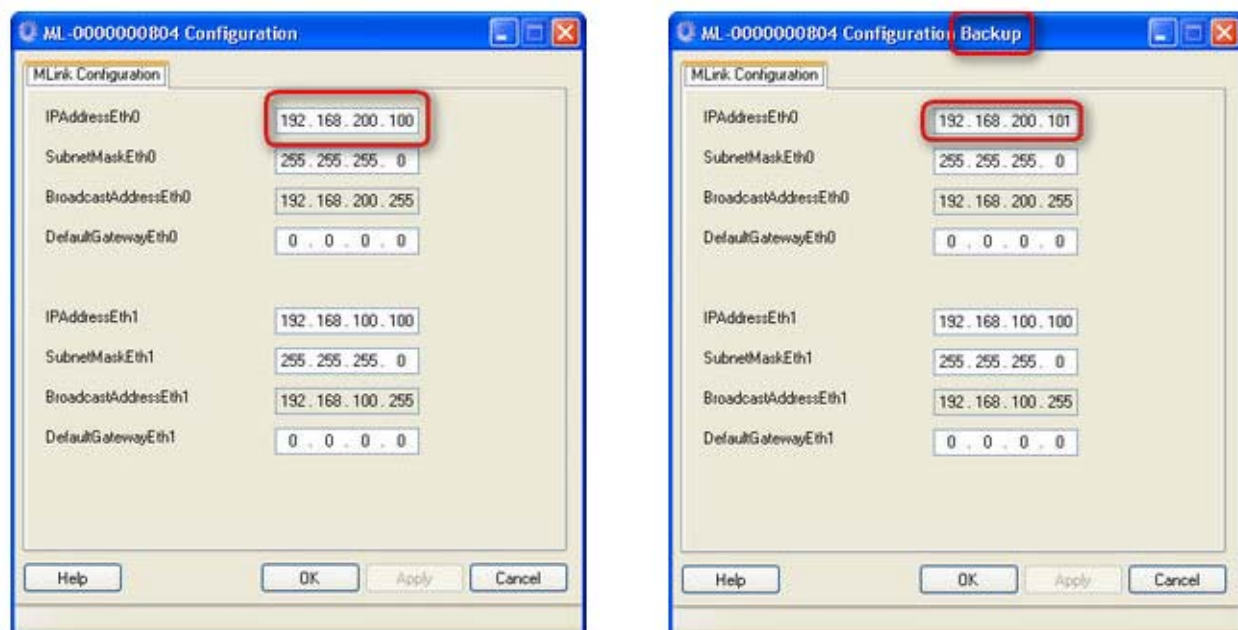 ML-0000000804 Configuration
MLink Configuration
IPAddressEth0 192 . 168 . 200 . 100
SubnetMaskEth0 255 . 255 . 255 . 0
BroadcastAddressEth0 192 . 168 . 200 . 255
DefaultGatewayEth0 0 . 0 . 0 . 0
IPAddressEth1 192 . 168 . 100 . 100
SubnetMaskEth1 255 . 255 . 255 . 0
BroadcastAddressEth1 192 . 168 . 100 . 255
DefaultGatewayEth1 0 . 0 . 0 . 0
Help OK Apply Cancel
ML-0000000804 Configuration Backup
MLink Configuration
IPAddressEth0 192 . 168 . 200 . 101
SubnetMaskEth0 255 . 255 . 255 . 0
BroadcastAddressEth0 192 . 168 . 200 . 255
DefaultGatewayEth0 0 . 0 . 0 . 0
IPAddressEth1 192 . 168 . 100 . 100
SubnetMaskEth1 255 . 255 . 255 . 0
BroadcastAddressEth1 192 . 168 . 100 . 255
DefaultGatewayEth1 0 . 0 . 0 . 0
Help OK Apply Cancel